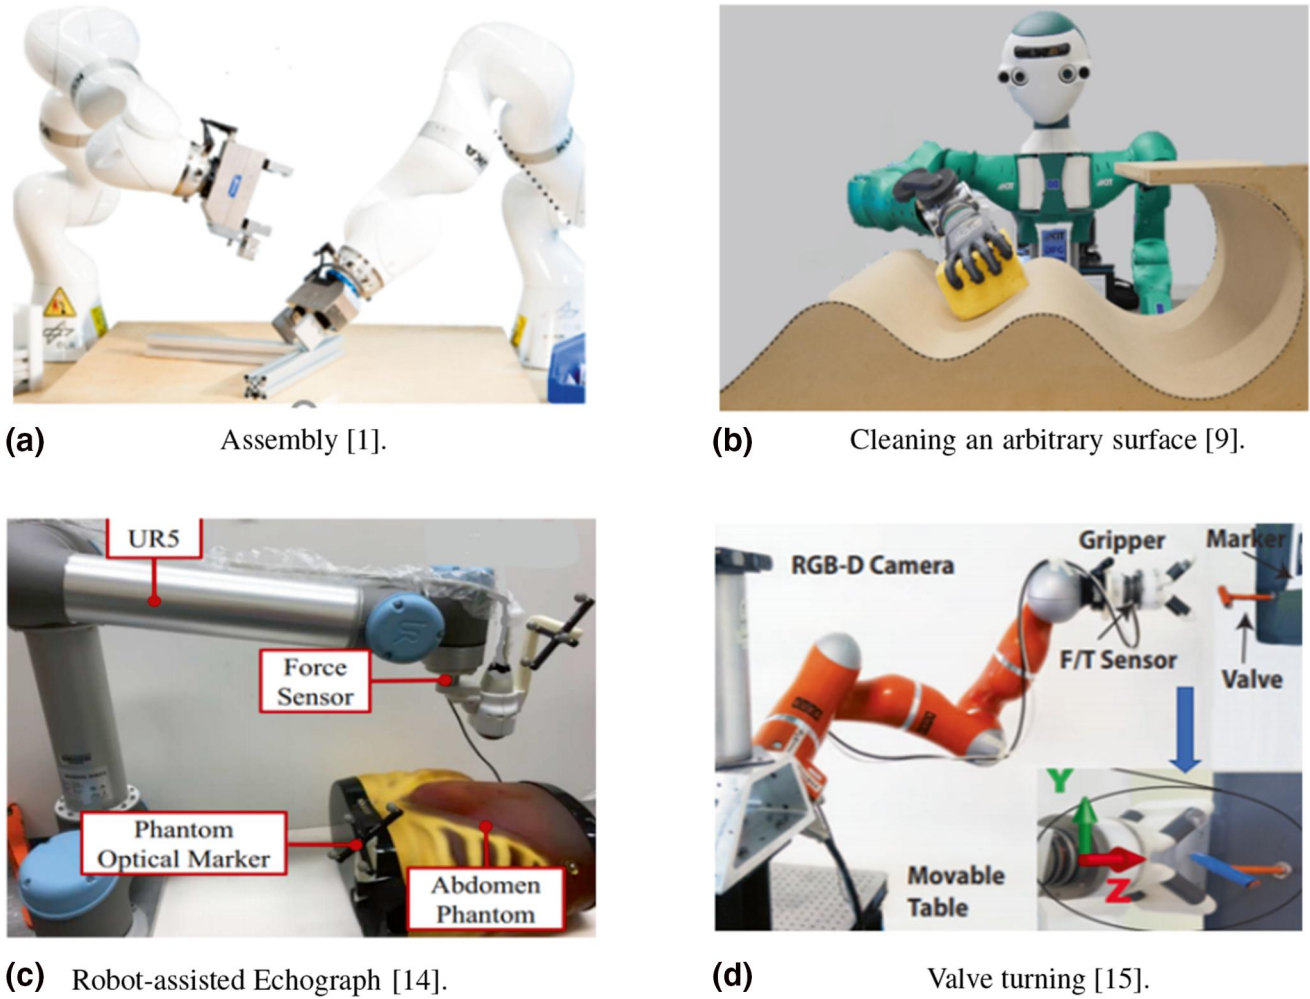 (a) Assembly [1].
(b) Cleaning an arbitrary surface [9].
UR5
Force
Sensor
Phantom
Optical Marker
Abdomen
Phantom
(c) Robot-assisted Echograph [14].
RGB-D Camera
Gripper
Marker
F/T Sensor
Valve
Y
Z
Movable
Table
(d) Valve turning [15].